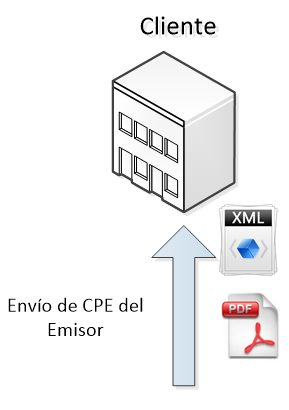 Cliente
XML
Envío de CPE del
Emisor
PDF